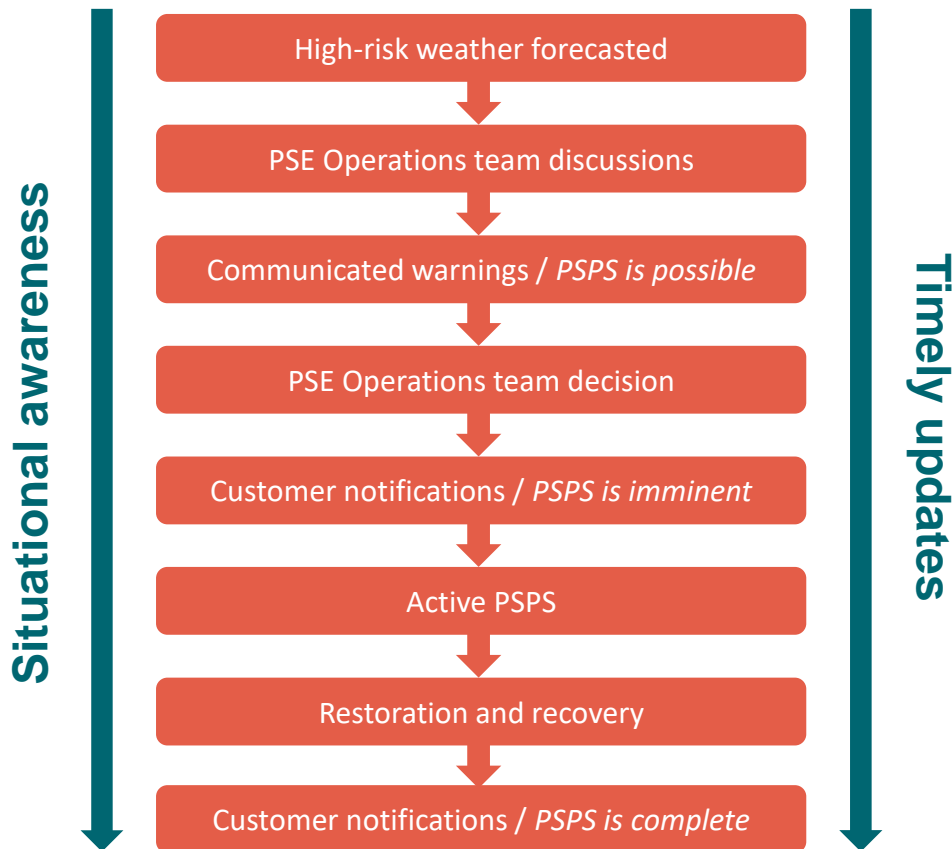 High-risk weather forecasted
PSE Operations team discussions
Communicated warnings / PSPS is possible
PSE Operations team decision
Customer notifications / PSPS is imminent
Active PSPS
Restoration and recovery
Customer notifications / PSPS is complete
Situational awareness
Timely updates